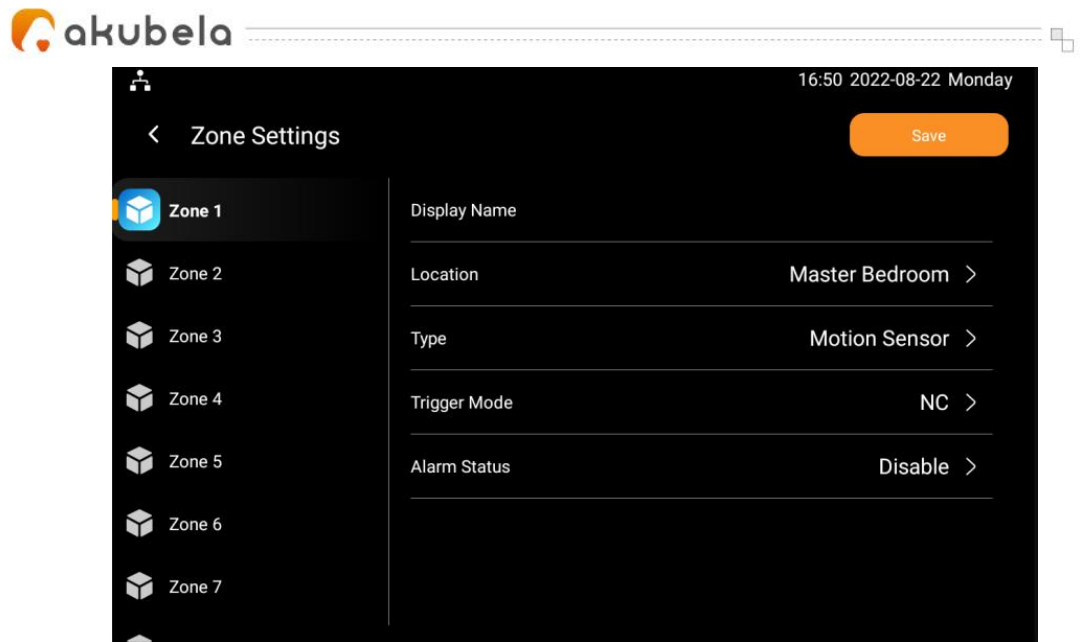 akubela
16:50 2022-08-22 Monday
Zone Settings
Save
Zone 1
Display Name
Zone 2
Location
Master Bedroom
Zone 3
Type
Motion Sensor
Zone 4
Trigger Mode
NC
Zone 5
Alarm Status
Disable
Zone 6
Zone 7